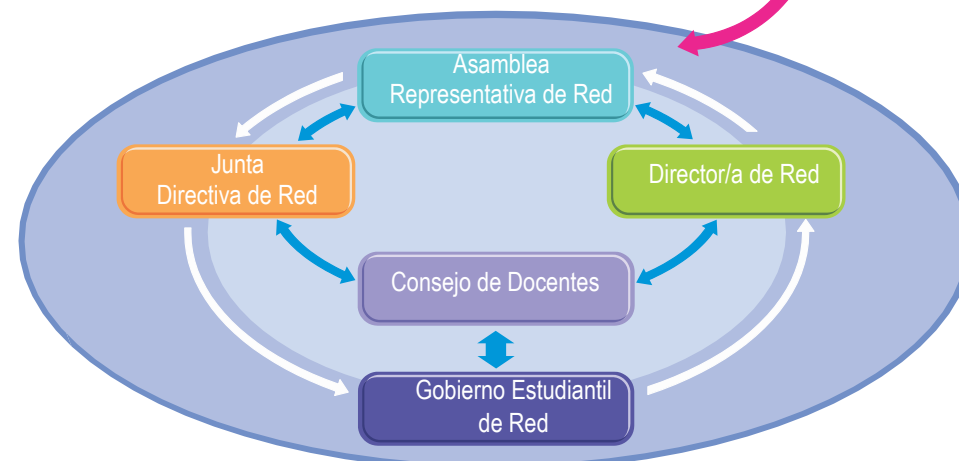 Asamblea
Representativa de Red
Junta
Directiva de Red
Director/a de Red
Consejo de Docentes
Gobierno Estudiantil
de Red